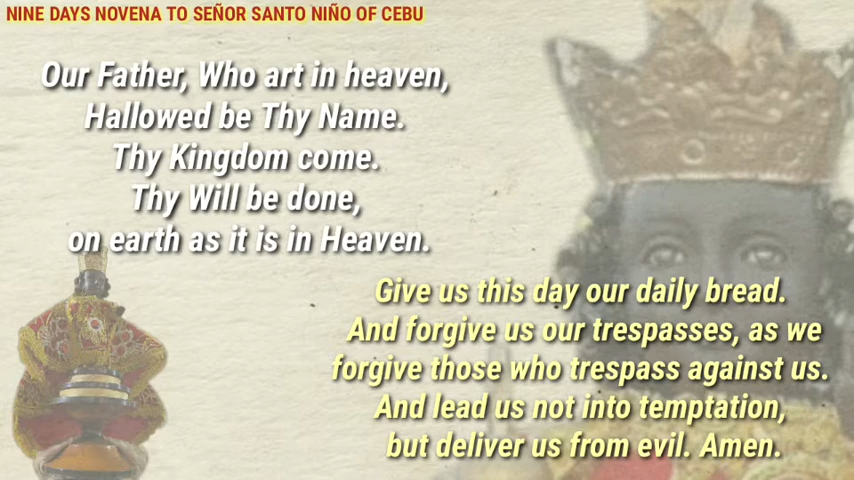 NINE DAYS NOVENA TO SEÑOR SANTO NIÑO OF CEBU
Our Father, Who art in heaven,
Hallowed be Thy Name.
Thy Kingdom come.
Thy Will be done,
on earth as it is in Heaven.
Give us this day our daily bread.
And forgive us our trespasses, as we
forgive those who trespass against us.
And lead us not into temptation,
but deliver us from evil. Amen.